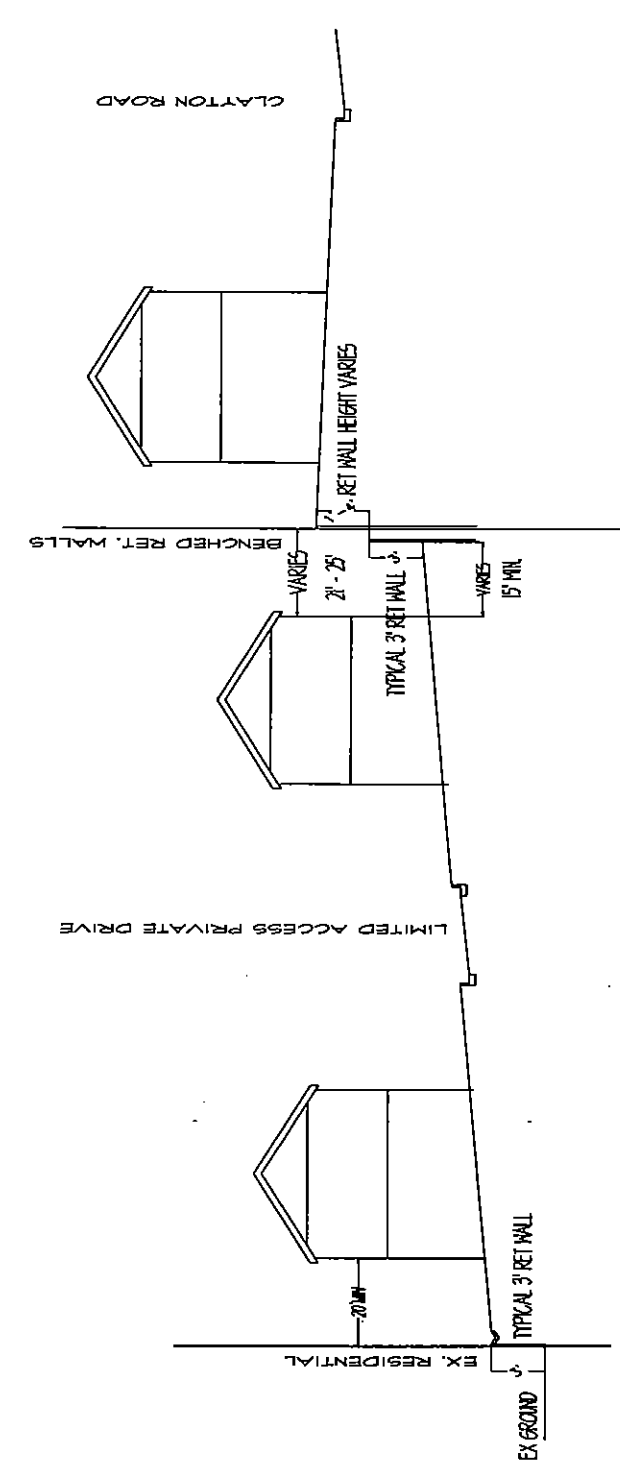 CLAYTON ROAD
RET WALL HEIGHT VARIES
BENCHED RET. WALLS
VARIES
21' - 25'
TYPICAL 3' RET WALL
VARIES
15' MIN.
LIMITED ACCESS PRIVATE DRIVE
20' MIN
TYPICAL 3' RET WALL
EX. RESIDENTIAL
EX GROUND